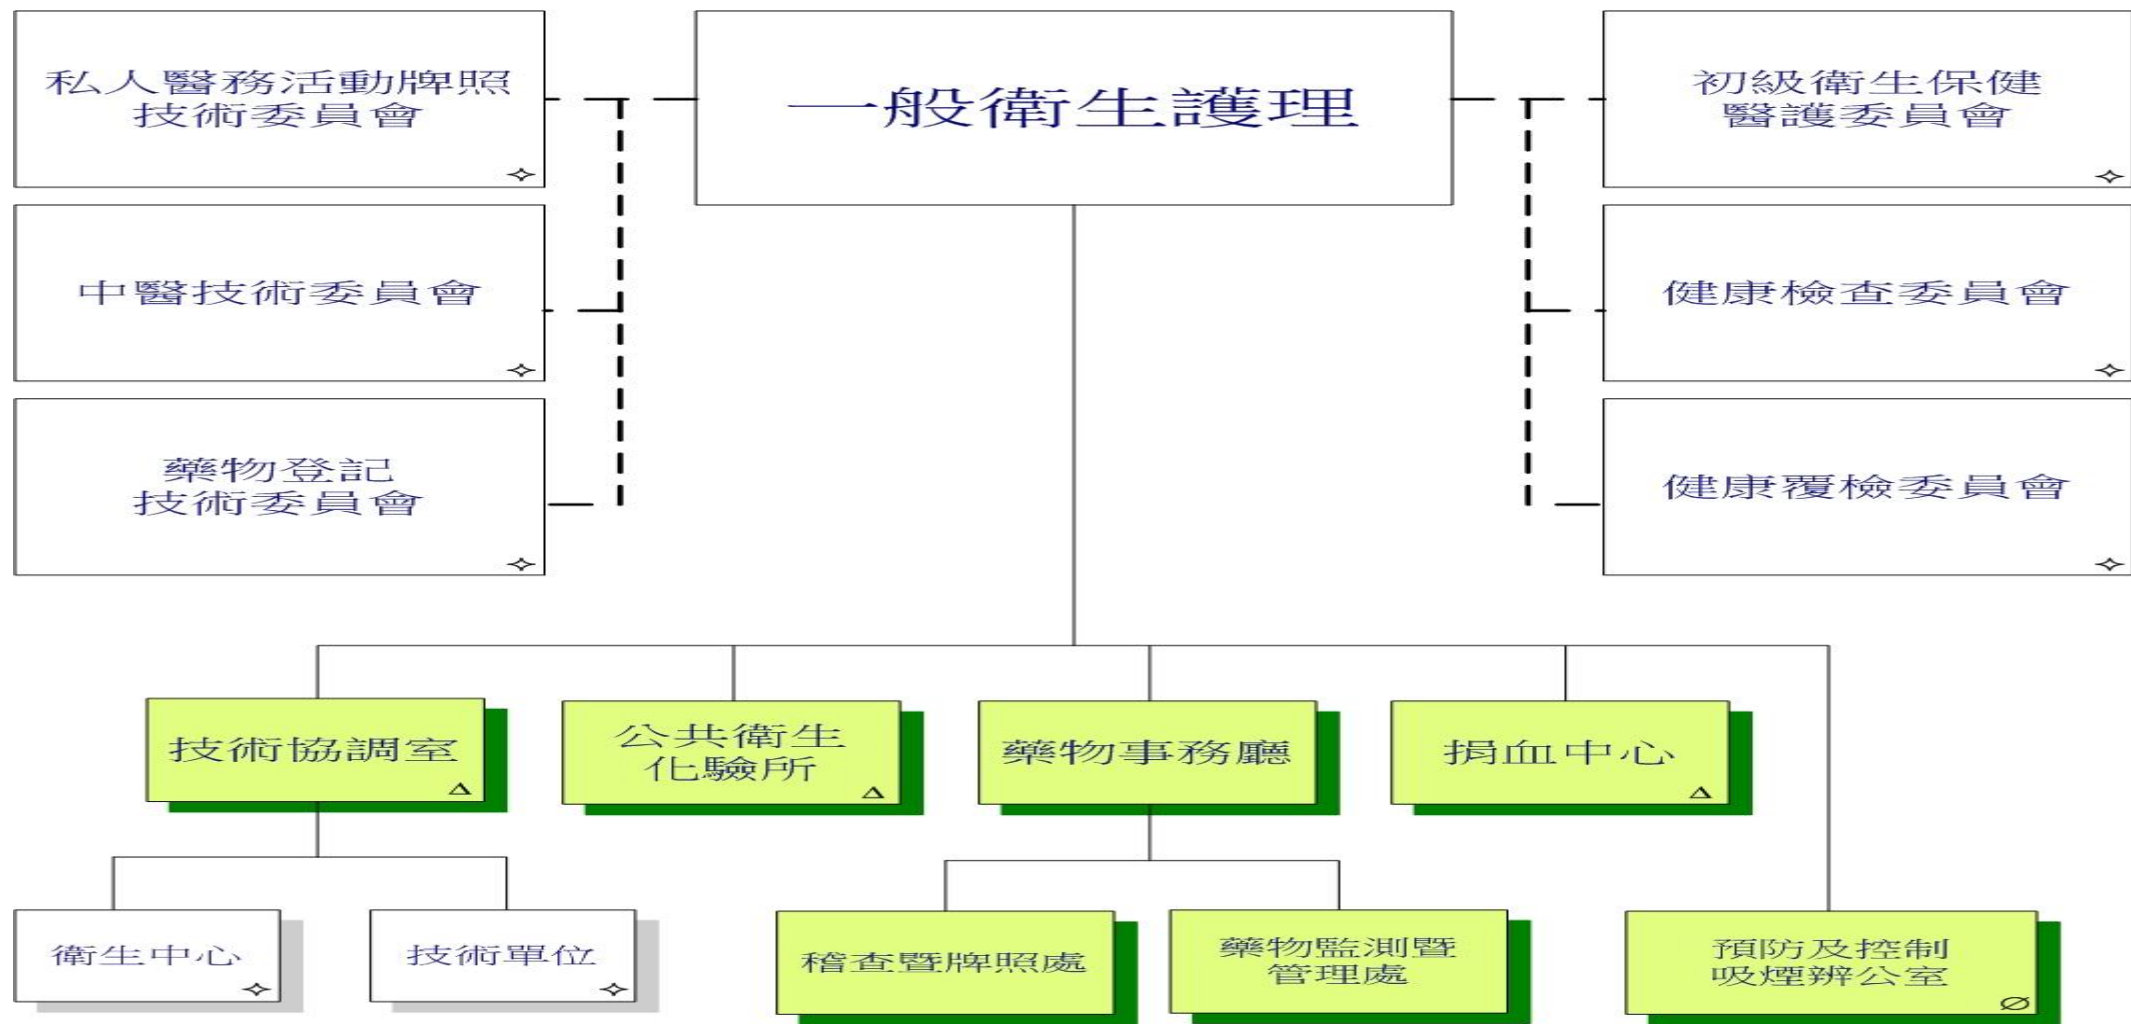 私人醫務活動牌照
技術委員會
✧
一般衛生護理
初級衛生保健
醫護委員會
✧
中醫技術委員會
✧
健康檢查委員會
✧
藥物登記
技術委員會
✧
健康覆檢委員會
✧
技術協調室
Δ
公共衛生
化驗所
Δ
藥物事務廳
捐血中心
Δ
衛生中心
✧
技術單位
✧
稽查暨牌照處
藥物監測暨
管理處
預防及控制
吸煙辨公室
∅